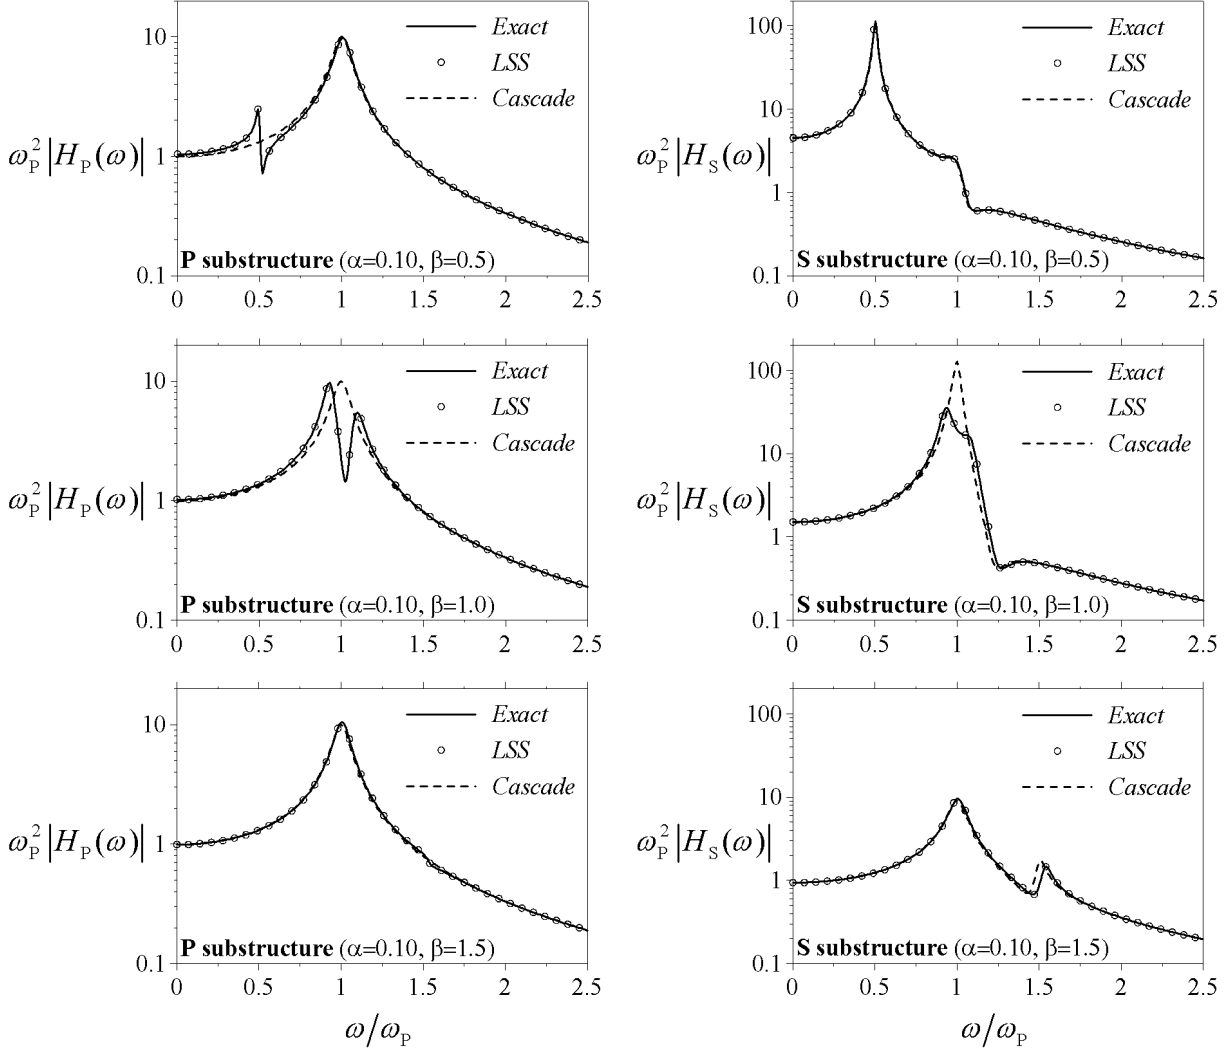 10
1
0.1
ω_P^2 |H_P(ω)|
Exact
LSS
Cascade
P substructure (α=0.10, β=0.5)
0 0.5 1 1.5 2 2.5
100
10
1
0.1
ω_P^2 |H_S(ω)|
Exact
LSS
Cascade
S substructure (α=0.10, β=0.5)
0 0.5 1 1.5 2 2.5
10
1
0.1
ω_P^2 |H_P(ω)|
Exact
LSS
Cascade
P substructure (α=0.10, β=1.0)
0 0.5 1 1.5 2 2.5
100
10
1
0.1
ω_P^2 |H_S(ω)|
Exact
LSS
Cascade
S substructure (α=0.10, β=1.0)
0 0.5 1 1.5 2 2.5
10
1
0.1
ω_P^2 |H_P(ω)|
Exact
LSS
Cascade
P substructure (α=0.10, β=1.5)
0 0.5 1 1.5 2 2.5
ω/ω_P
100
10
1
0.1
ω_P^2 |H_S(ω)|
Exact
LSS
Cascade
S substructure (α=0.10, β=1.5)
0 0.5 1 1.5 2 2.5
ω/ω_P